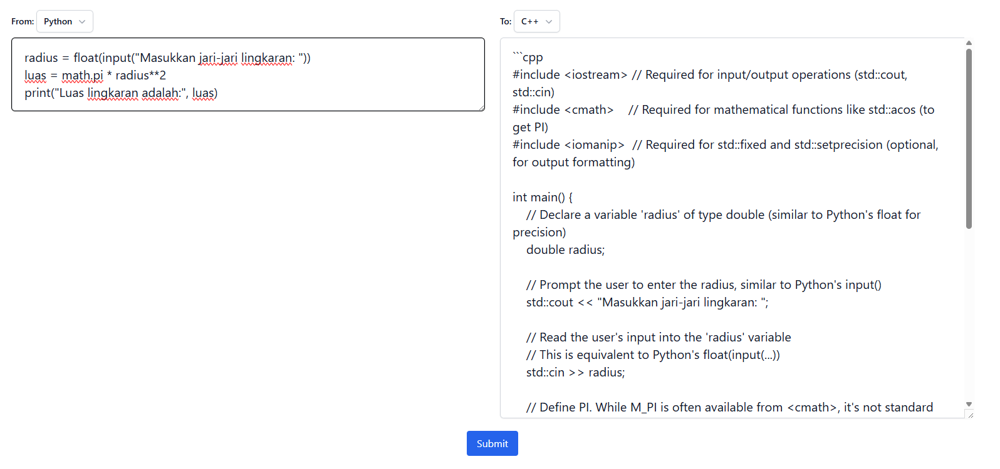 From: Python
To: C++
radius = float(input("Masukkan jari-jari lingkaran: "))
luas = math.pi * radius**2
print("Luas lingkaran adalah:", luas)
```cpp
#include <iostream> // Required for input/output operations (std::cout,
std::cin)
#include <cmath>    // Required for mathematical functions like std::acos (to
get PI)
#include <iomanip>  // Required for std::fixed and std::setprecision (optional,
for output formatting)
int main() {
    // Declare a variable 'radius' of type double (similar to Python's float for
precision)
    double radius;
    // Prompt the user to enter the radius, similar to Python's input()
    std::cout << "Masukkan jari-jari lingkaran: ";
    // Read the user's input into the 'radius' variable
    // This is equivalent to Python's float(input(...))
    std::cin >> radius;
    // Define PI. While M_PI is often available from <cmath>, it's not standard
Submit